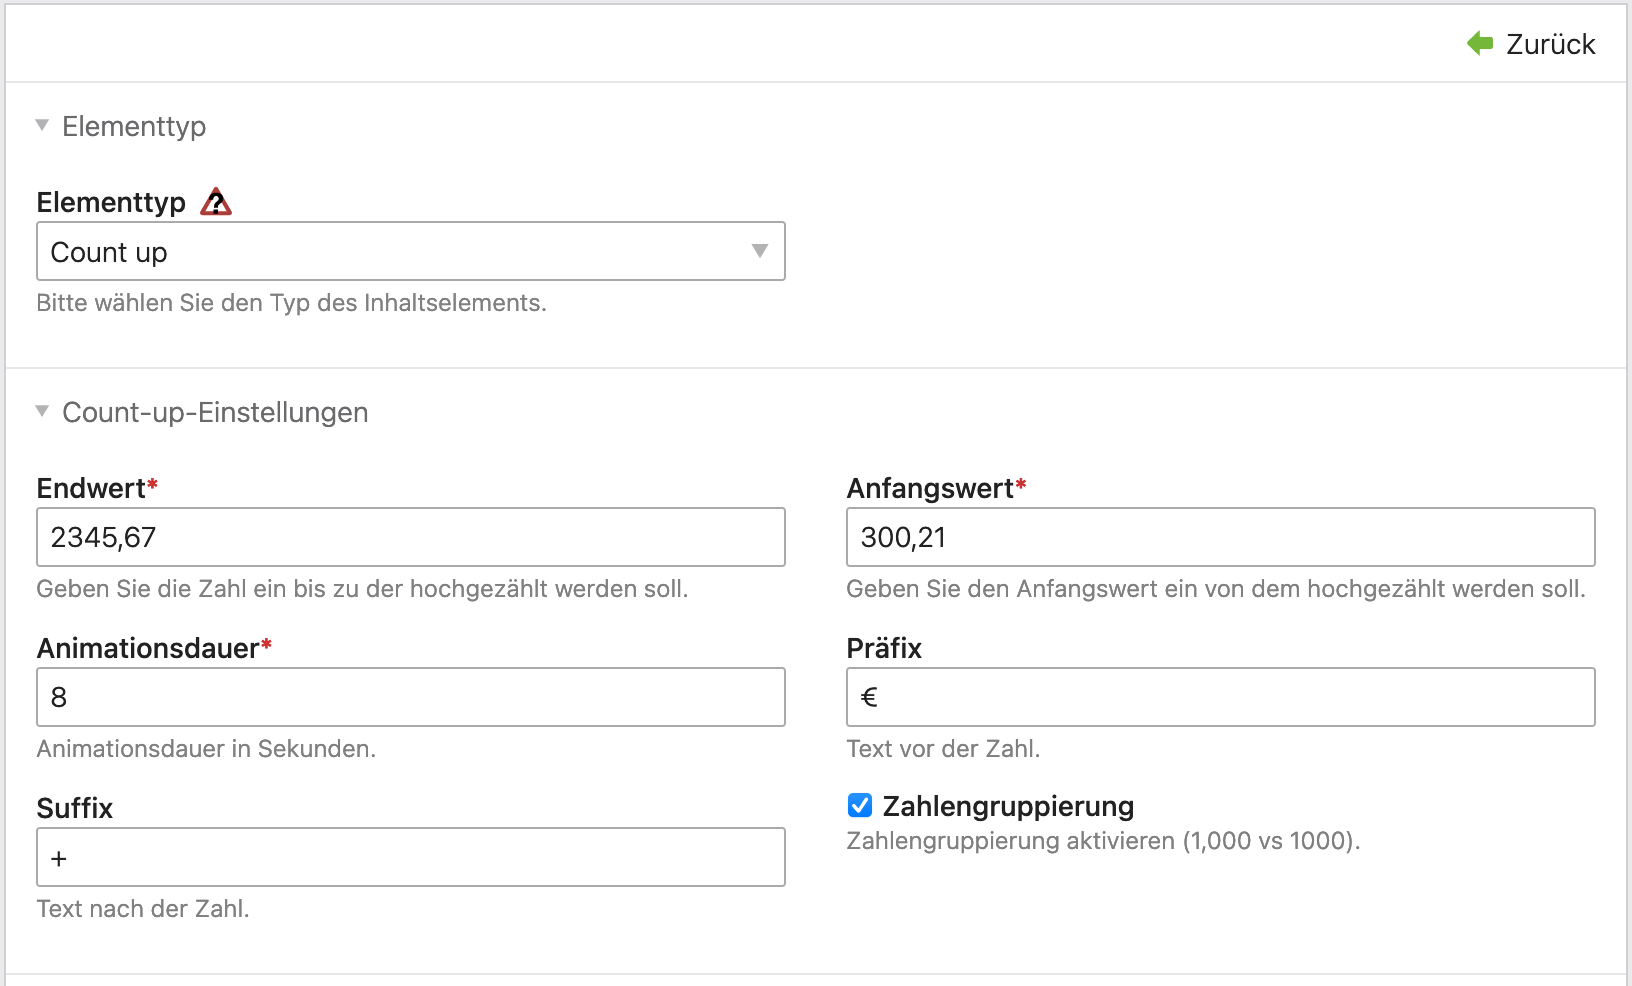 Zurück
Elementtyp
Elementtyp
Count up
Bitte wählen Sie den Typ des Inhaltselements.
Count-up-Einstellungen
Endwert*
2345,67
Geben Sie die Zahl ein bis zu der hochgezählt werden soll.
Anfangswert*
300,21
Geben Sie den Anfangswert ein von dem hochgezählt werden soll.
Animationsdauer*
8
Animationsdauer in Sekunden.
Präfix
€
Text vor der Zahl.
Suffix
+
Text nach der Zahl.
Zahlengruppierung
Zahlengruppierung aktivieren (1,000 vs 1000).